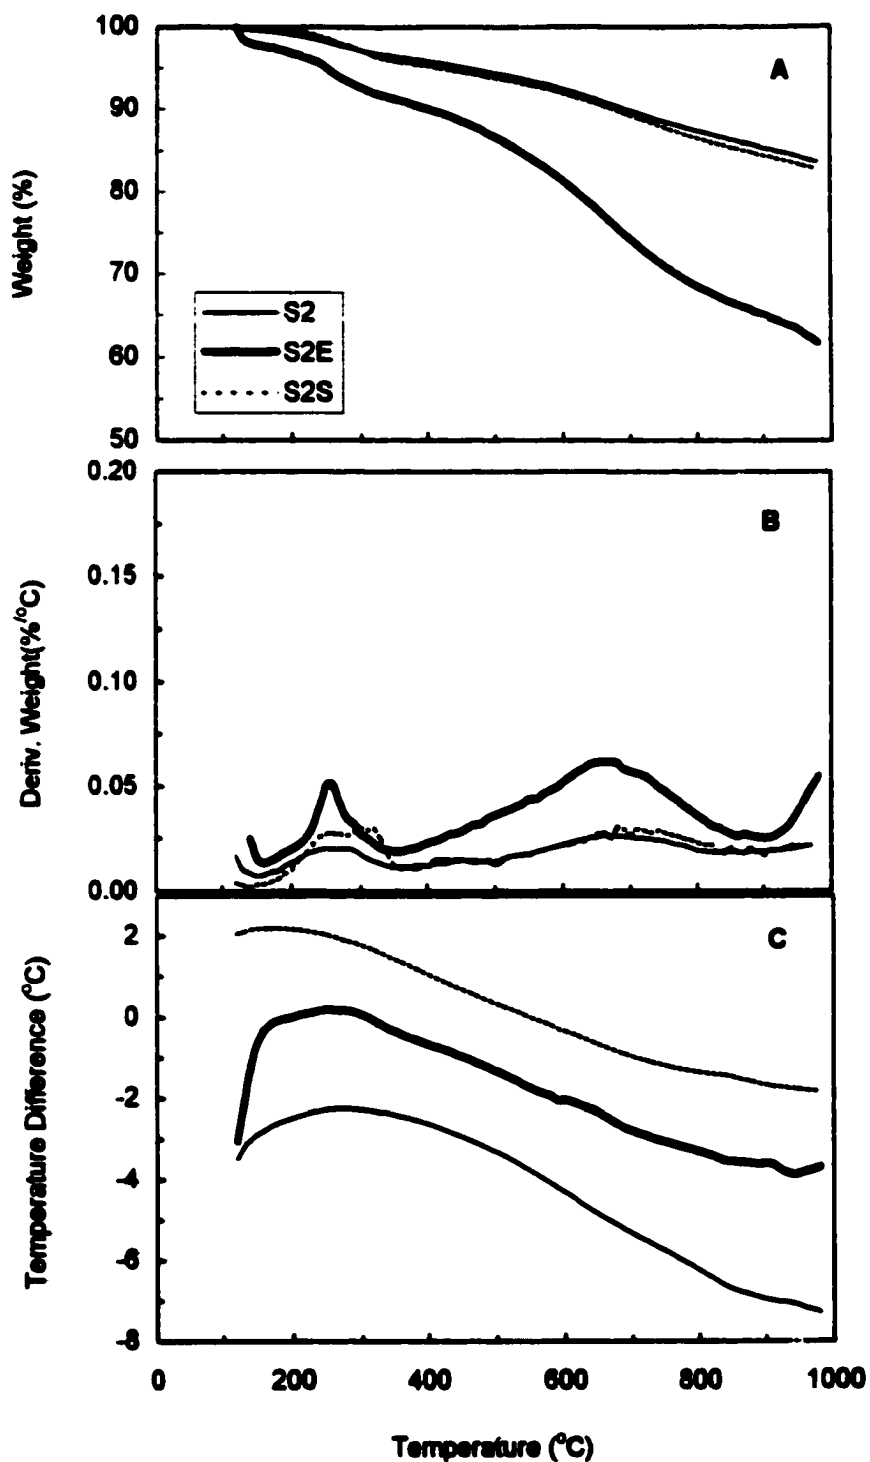 100
A
90
80
Weight (%)
70
S2
S2E
S2S
60
50
0.20
B
0.15
Deriv. Weight(%/°C)
0.10
0.05
0.00
C
2
0
Temperature Difference (°C)
-2
-4
-6
-8
0 200 400 600 800 1000
Temperature (°C)